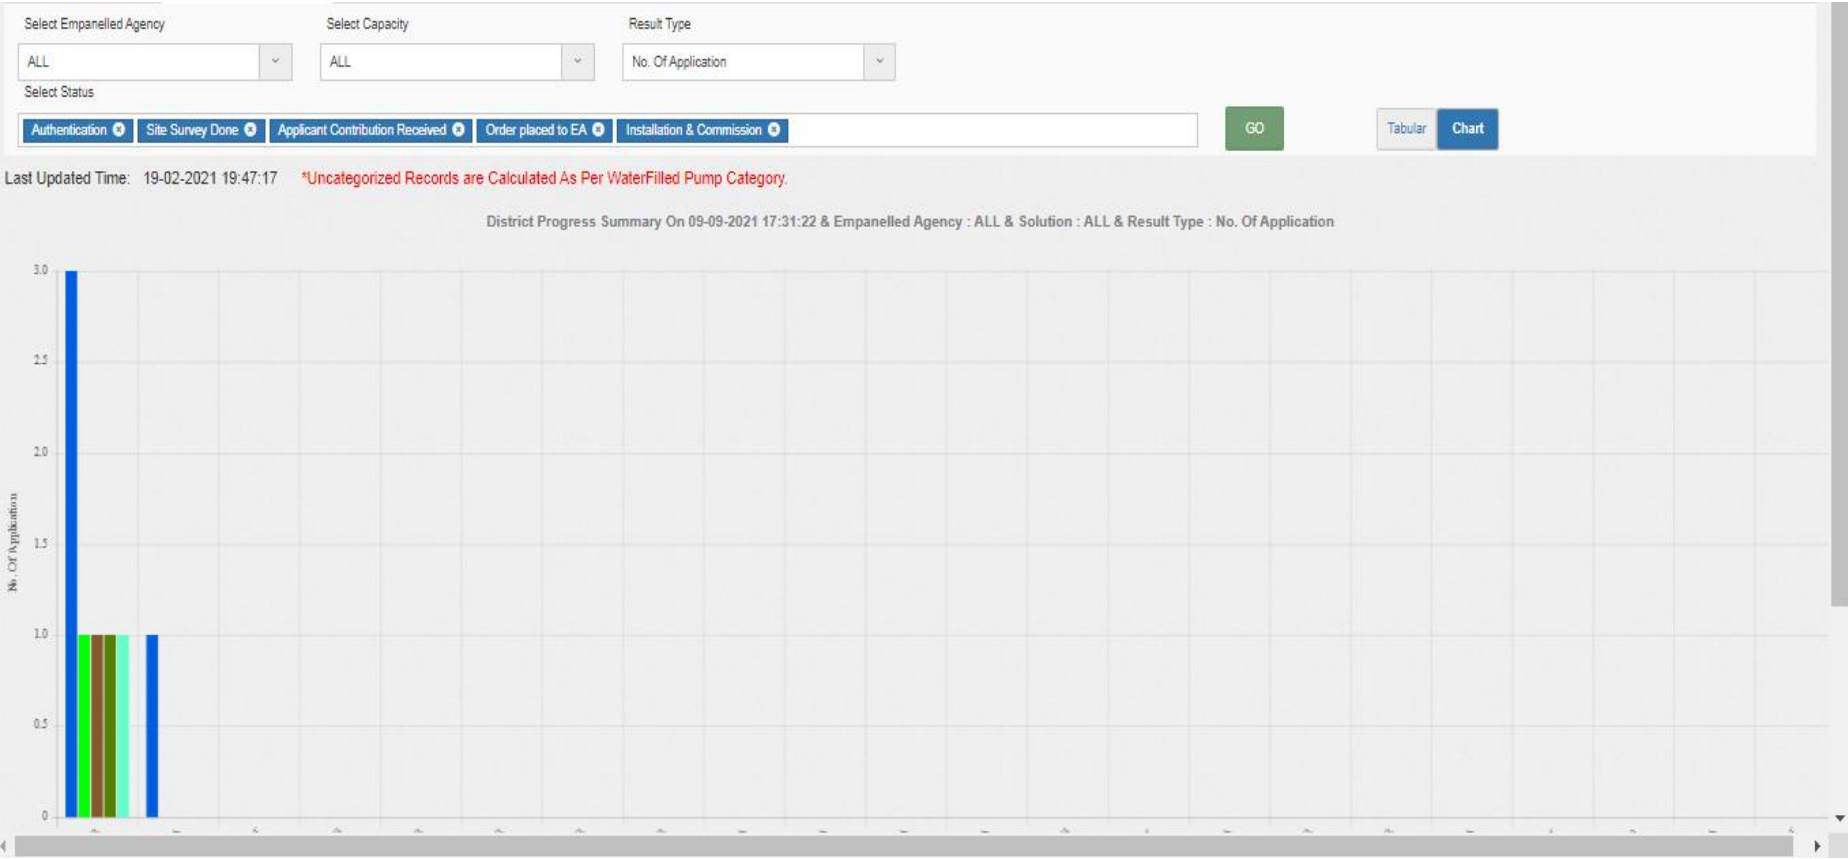 Select Empanelled Agency Select Capacity Result Type
ALL ALL No. Of Application
Select Status
Authentication Site Survey Done Applicant Contribution Received Order placed to EA Installation & Commission GO Tabular Chart
Last Updated Time: 19-02-2021 19:47:17 *Uncategorized Records are Calculated As Per WaterFilled Pump Category.
District Progress Summary On 09-09-2021 17:31:22 & Empanelled Agency : ALL & Solution : ALL & Result Type : No. Of Application
3.0
2.5
2.0
No. Of Application
1.5
1.0
0.5
0